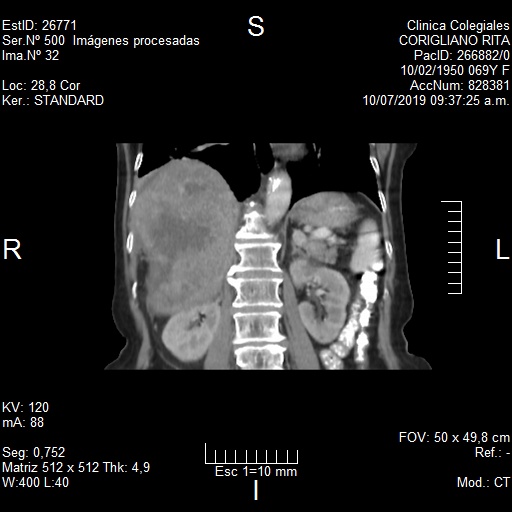 EstID: 26771
Ser.Nº 500 Imágenes procesadas
Ima.Nº 32
Loc: 28,8 Cor
Ker.: STANDARD
S
Clinica Colegiales
CORIGLIANO RITA
PacID: 266882/0
10/02/1950 069Y F
AccNum: 828381
10/07/2019 09:37:25 a.m.
R
L
KV: 120
mA: 88
Seg: 0,752
Matriz 512 x 512 Thk: 4,9
W:400 L:40
Esc 1=10 mm
I
FOV: 50 x 49,8 cm
Ref.: -
Mod.: CT